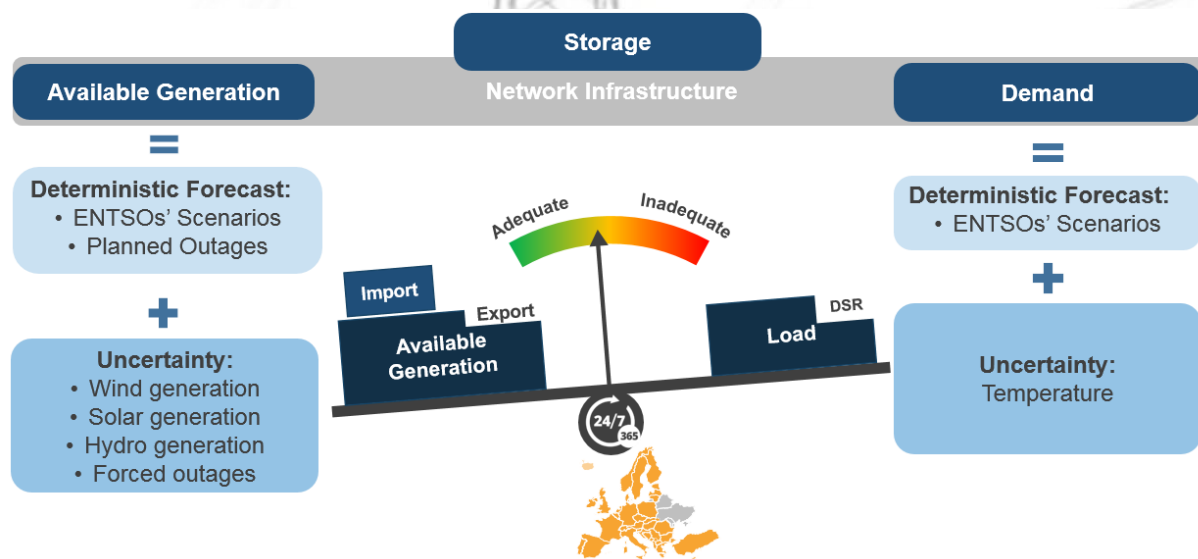 Storage
Network Infrastructure
Available Generation
Demand
=
Deterministic Forecast:
• ENTSOs’ Scenarios
• Planned Outages
+
Uncertainty:
• Wind generation
• Solar generation
• Hydro generation
• Forced outages
Adequate
Inadequate
Import
Export
Available
Generation
Load
DSR
24/7
365
=
Deterministic Forecast:
• ENTSOs’ Scenarios
+
Uncertainty:
Temperature